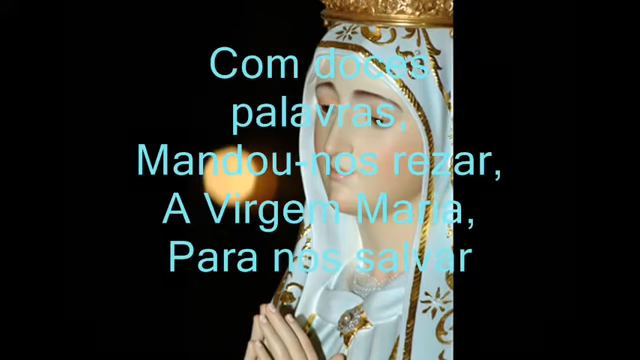 Com doces
palavras,
Mandou-nos rezar,
A Virgem Maria,
Para nos salvar